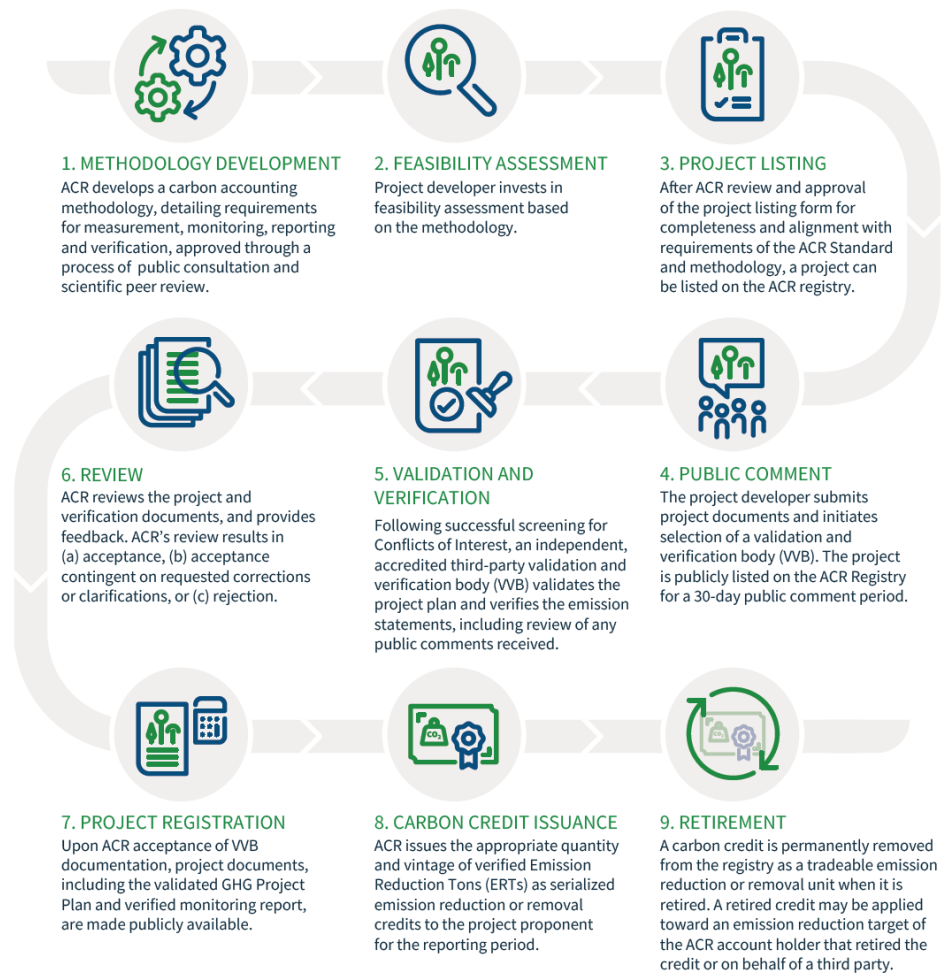 1. METHODOLOGY DEVELOPMENT
ACR develops a carbon accounting
methodology, detailing requirements
for measurement, monitoring, reporting
and verification, approved through a
process of public consultation and
scientific peer review.
2. FEASIBILITY ASSESSMENT
Project developer invests in
feasibility assessment based
on the methodology.
3. PROJECT LISTING
After ACR review and approval
of the project listing form for
completeness and alignment with
requirements of the ACR Standard
and methodology, a project can
be listed on the ACR registry.
4. PUBLIC COMMENT
The project developer submits
project documents and initiates
selection of a validation and
verification body (VVB). The project
is publicly listed on the ACR Registry
for a 30-day public comment period.
5. VALIDATION AND
VERIFICATION
Following successful screening for
Conflicts of Interest, an independent,
accredited third-party validation and
verification body (VVB) validates the
project plan and verifies the emission
statements, including review of any
public comments received.
6. REVIEW
ACR reviews the project and
verification documents, and provides
feedback. ACR’s review results in
(a) acceptance, (b) acceptance
contingent on requested corrections
or clarifications, or (c) rejection.
7. PROJECT REGISTRATION
Upon ACR acceptance of VVB
documentation, project documents,
including the validated GHG Project
Plan and verified monitoring report,
are made publicly available.
CO₂
8. CARBON CREDIT ISSUANCE
ACR issues the appropriate quantity
and vintage of verified Emission
Reduction Tons (ERTs) as serialized
emission reduction or removal
credits to the project proponent
for the reporting period.
CO₂
9. RETIREMENT
A carbon credit is permanently removed
from the registry as a tradeable emission
reduction or removal unit when it is
retired. A retired credit may be applied
toward an emission reduction target of
the ACR account holder that retired the
credit or on behalf of a third party.